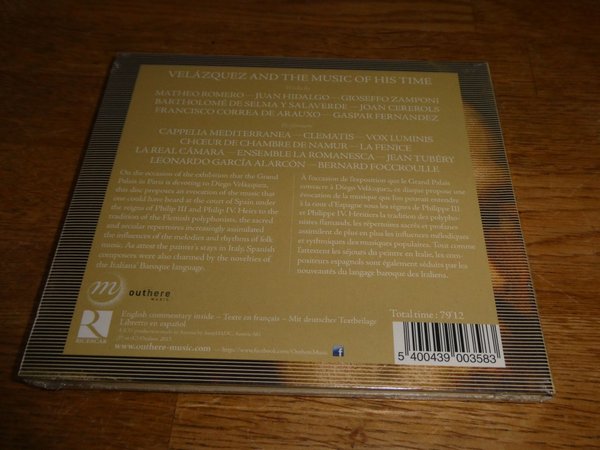 VELÁZQUEZ AND THE MUSIC OF HIS TIME
MATHEO ROMERO — JUAN HIDALGO — GIOSEFFO ZAMPONI
BARTHOLOMÉ DE SELMA Y SALAVERDE — JOAN CEREROLS
FRANCISCO CORREA DE ARAUXO — GASPAR FERNANDEZ
CAPPELLA MEDITERRANEA — CLEMATIS — VOX LUMINIS
CHŒUR DE CHAMBRE DE NAMUR — LA FENICE
LA REAL CÁMARA — ENSEMBLE LA ROMANESCA — JEAN TUBÉRY
LEONARDO GARCÍA ALARCÓN — BERNARD FOCCROULLE
On the occasion of the exhibition that the Grand
Palais in Paris is devoting to Diego Velázquez,
this disc proposes an evocation of the music that
one could have heard at the court of Spain under
the reigns of Philip III and Philip IV. Heirs to the
tradition of the Flemish polyphonists, the sacred
and secular repertoires increasingly assimilated
the influences of the melodies and rhythms of folk
music. As attest the painter's stays in Italy, Spanish
composers were also charmed by the novelties of
the Italians' Baroque language.
À l'occasion de l'exposition que le Grand Palais
consacre à Diego Velázquez, ce disque propose une
évocation de la musique que l'on pouvait entendre
à la cour d'Espagne sous les règnes de Philippe III
et Philippe IV. Héritiers de la tradition des polypho-
nistes flamands, les répertoires sacrés et profanes
assimilent de plus en plus les influences mélodiques
et rythmiques des musiques populaires. Tout comme
l'attestent les séjours du peintre en Italie, les com-
positeurs espagnols sont également séduits par les
nouveautés du langage baroque des Italiens.
m
outhere
MUSIC
R
RICERCAR
English commentary inside – Texte en français – Mit deutscher Textbeilage
Libretto en español
www.outhere-music.com
www.facebook.com/OuthereMusic
Total time : 79'12
5 400439 003583